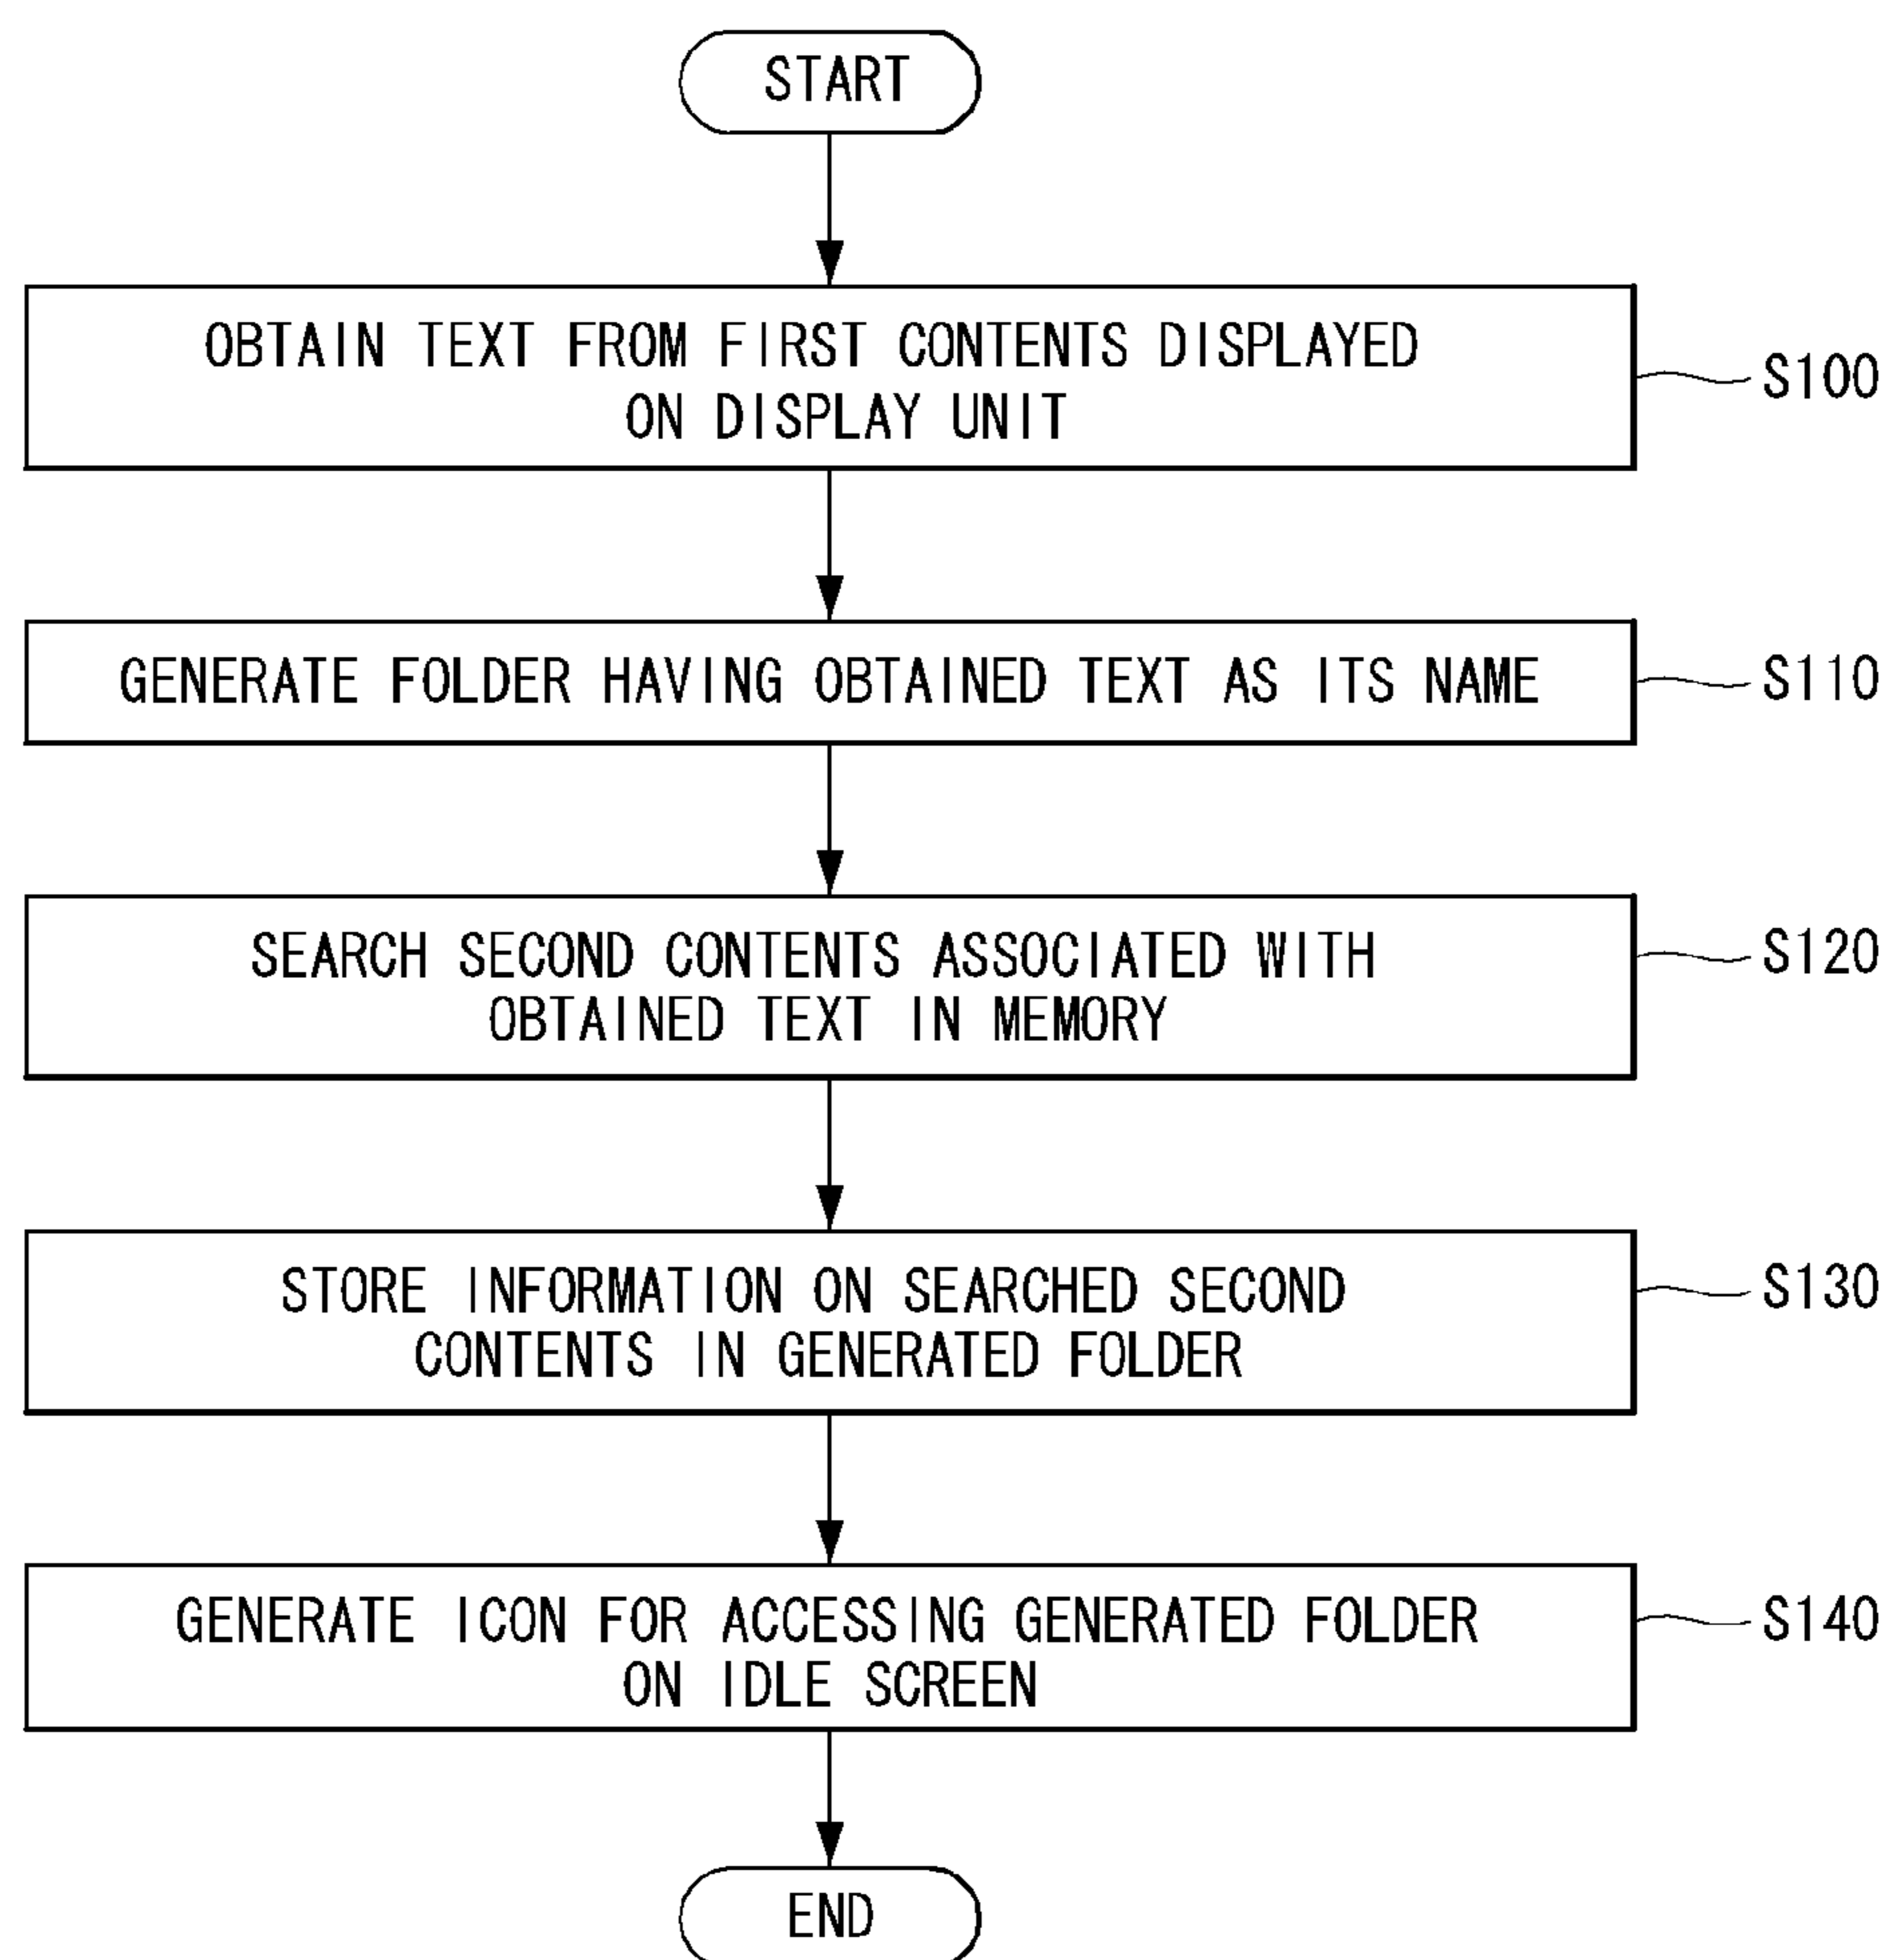 START
OBTAIN TEXT FROM FIRST CONTENTS DISPLAYED
ON DISPLAY UNIT
S100
GENERATE FOLDER HAVING OBTAINED TEXT AS ITS NAME
S110
SEARCH SECOND CONTENTS ASSOCIATED WITH
OBTAINED TEXT IN MEMORY
S120
STORE INFORMATION ON SEARCHED SECOND
CONTENTS IN GENERATED FOLDER
S130
GENERATE ICON FOR ACCESSING GENERATED FOLDER
ON IDLE SCREEN
S140
END